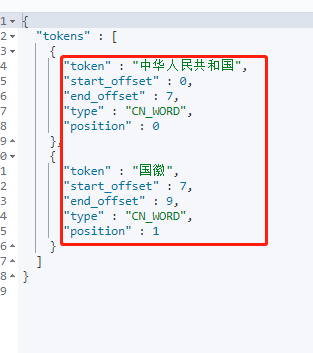 1 {
2 "tokens" : [
3 {
4 "token" : "中华人民共和国",
5 "start_offset" : 0,
6 "end_offset" : 7,
7 "type" : "CN_WORD",
8 "position" : 0
9 },
0 {
1 "token" : "国徽",
2 "start_offset" : 7,
3 "end_offset" : 9,
4 "type" : "CN_WORD",
5 "position" : 1
6 }
7 ]
8 }
9